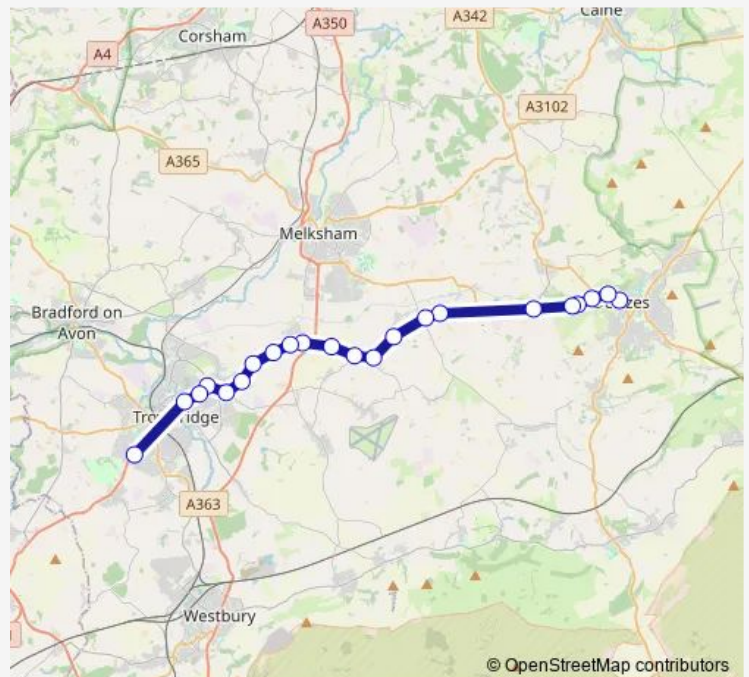 Calne
A342
A350
Corsham
A4
A3102
A365
Melksham
Bradford on
Avon
A363
Westbury
© OpenStreetMap contributors